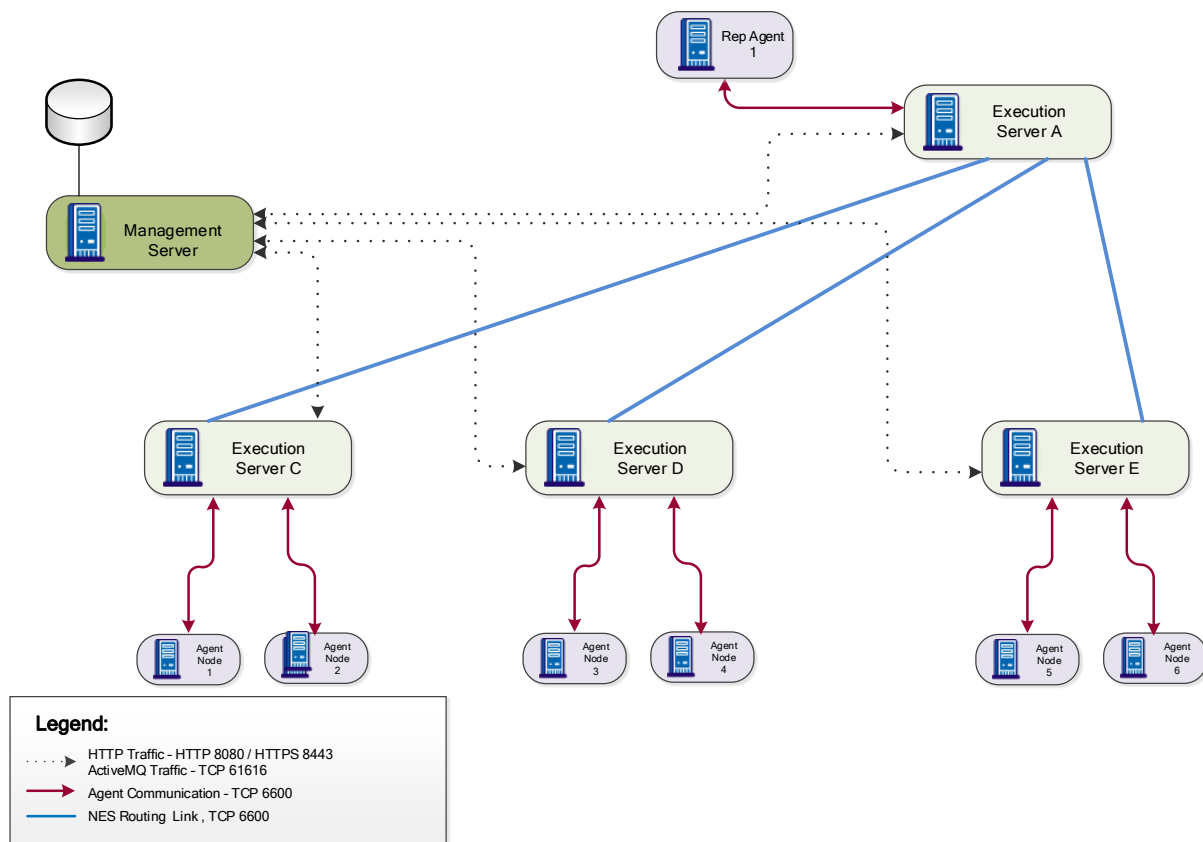 Rep Agent
1
Execution
Server A
Management
Server
Execution
Server C
Execution
Server D
Execution
Server E
Agent
Node
1
Agent
Node
2
Agent
Node
3
Agent
Node
4
Agent
Node
5
Agent
Node
6
Legend:
HTTP Traffic - HTTP 8080 / HTTPS 8443
ActiveMQ Traffic - TCP 61616
Agent Communication - TCP 6600
NES Routing Link , TCP 6600